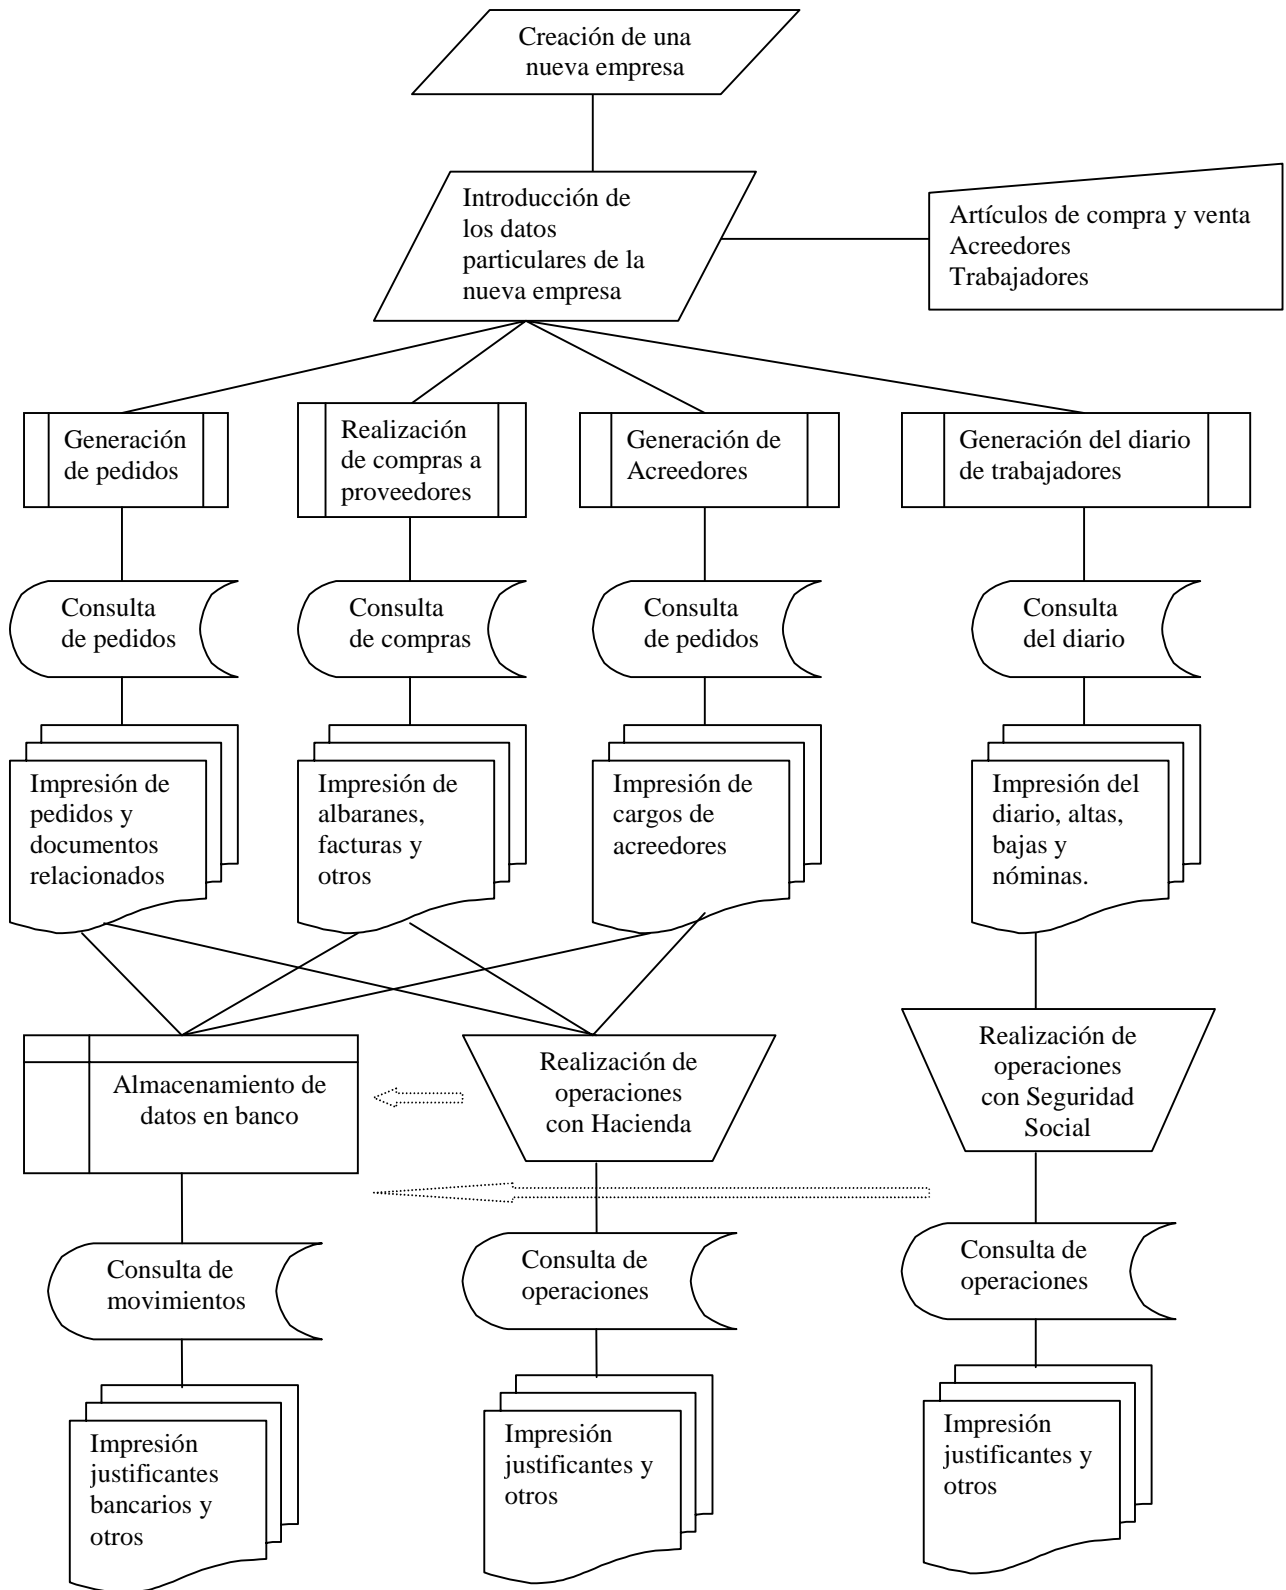 Creación de una
nueva empresa
Introducción de
los datos
particulares de la
nueva empresa
Artículos de compra y venta
Acreedores
Trabajadores
Generación
de pedidos
Realización
de compras a
proveedores
Generación de
Acreedores
Generación del diario
de trabajadores
Consulta
de pedidos
Consulta
de compras
Consulta
de pedidos
Consulta
del diario
Impresión de
pedidos y
documentos
relacionados
Impresión de
albaranes,
facturas y
otros
Impresión de
cargos de
acreedores
Impresión del
diario, altas,
bajas y
nóminas.
Almacenamiento de
datos en banco
Realización de
operaciones
con Hacienda
Realización de
operaciones
con Seguridad
Social
Consulta de
movimientos
Consulta de
operaciones
Consulta de
operaciones
Impresión
justificantes
bancarios y
otros
Impresión
justificantes y
otros
Impresión
justificantes y
otros